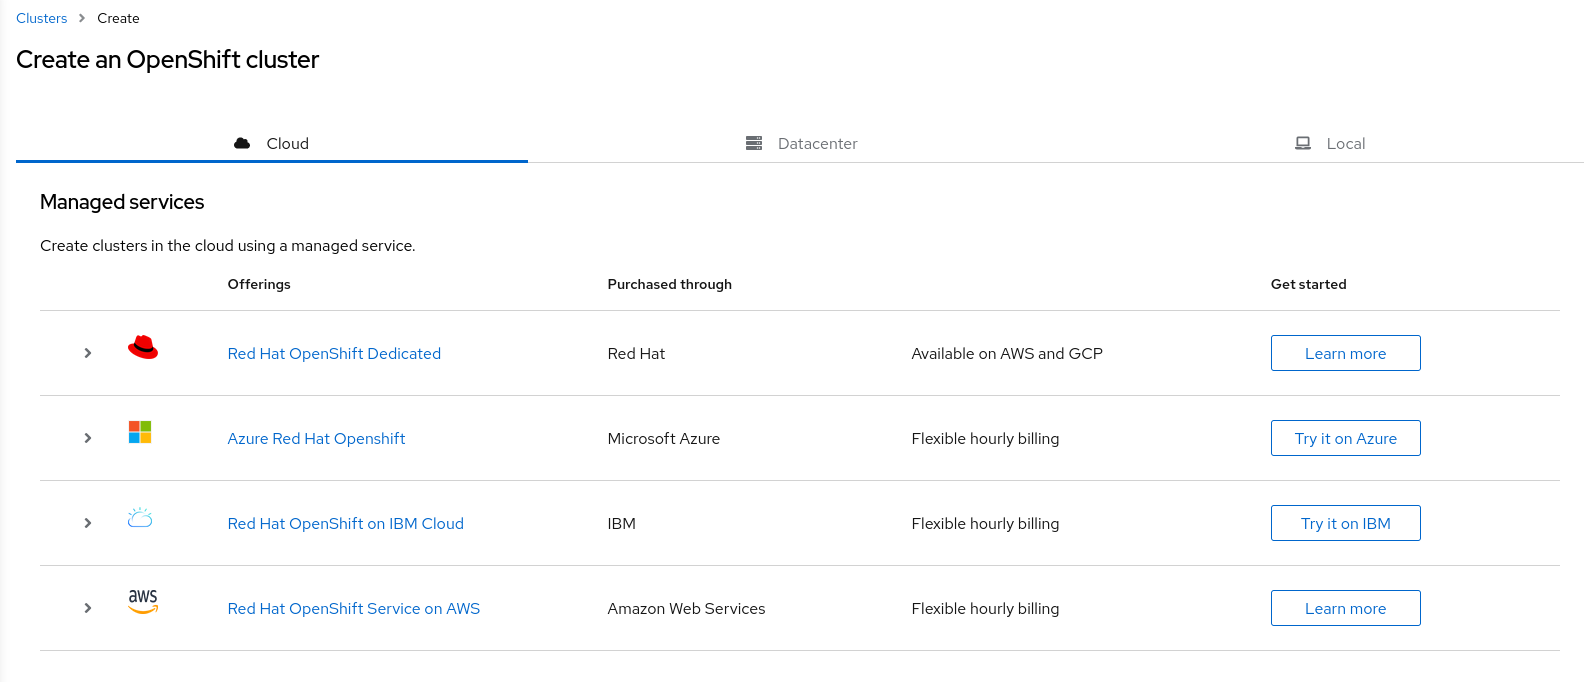 Clusters > Create
Create an OpenShift cluster
Cloud Datacenter Local
Managed services
Create clusters in the cloud using a managed service.
Offerings Purchased through Get started
Red Hat OpenShift Dedicated Red Hat Available on AWS and GCP Learn more
Azure Red Hat Openshift Microsoft Azure Flexible hourly billing Try it on Azure
Red Hat OpenShift on IBM Cloud IBM Flexible hourly billing Try it on IBM
aws Red Hat OpenShift Service on AWS Amazon Web Services Flexible hourly billing Learn more